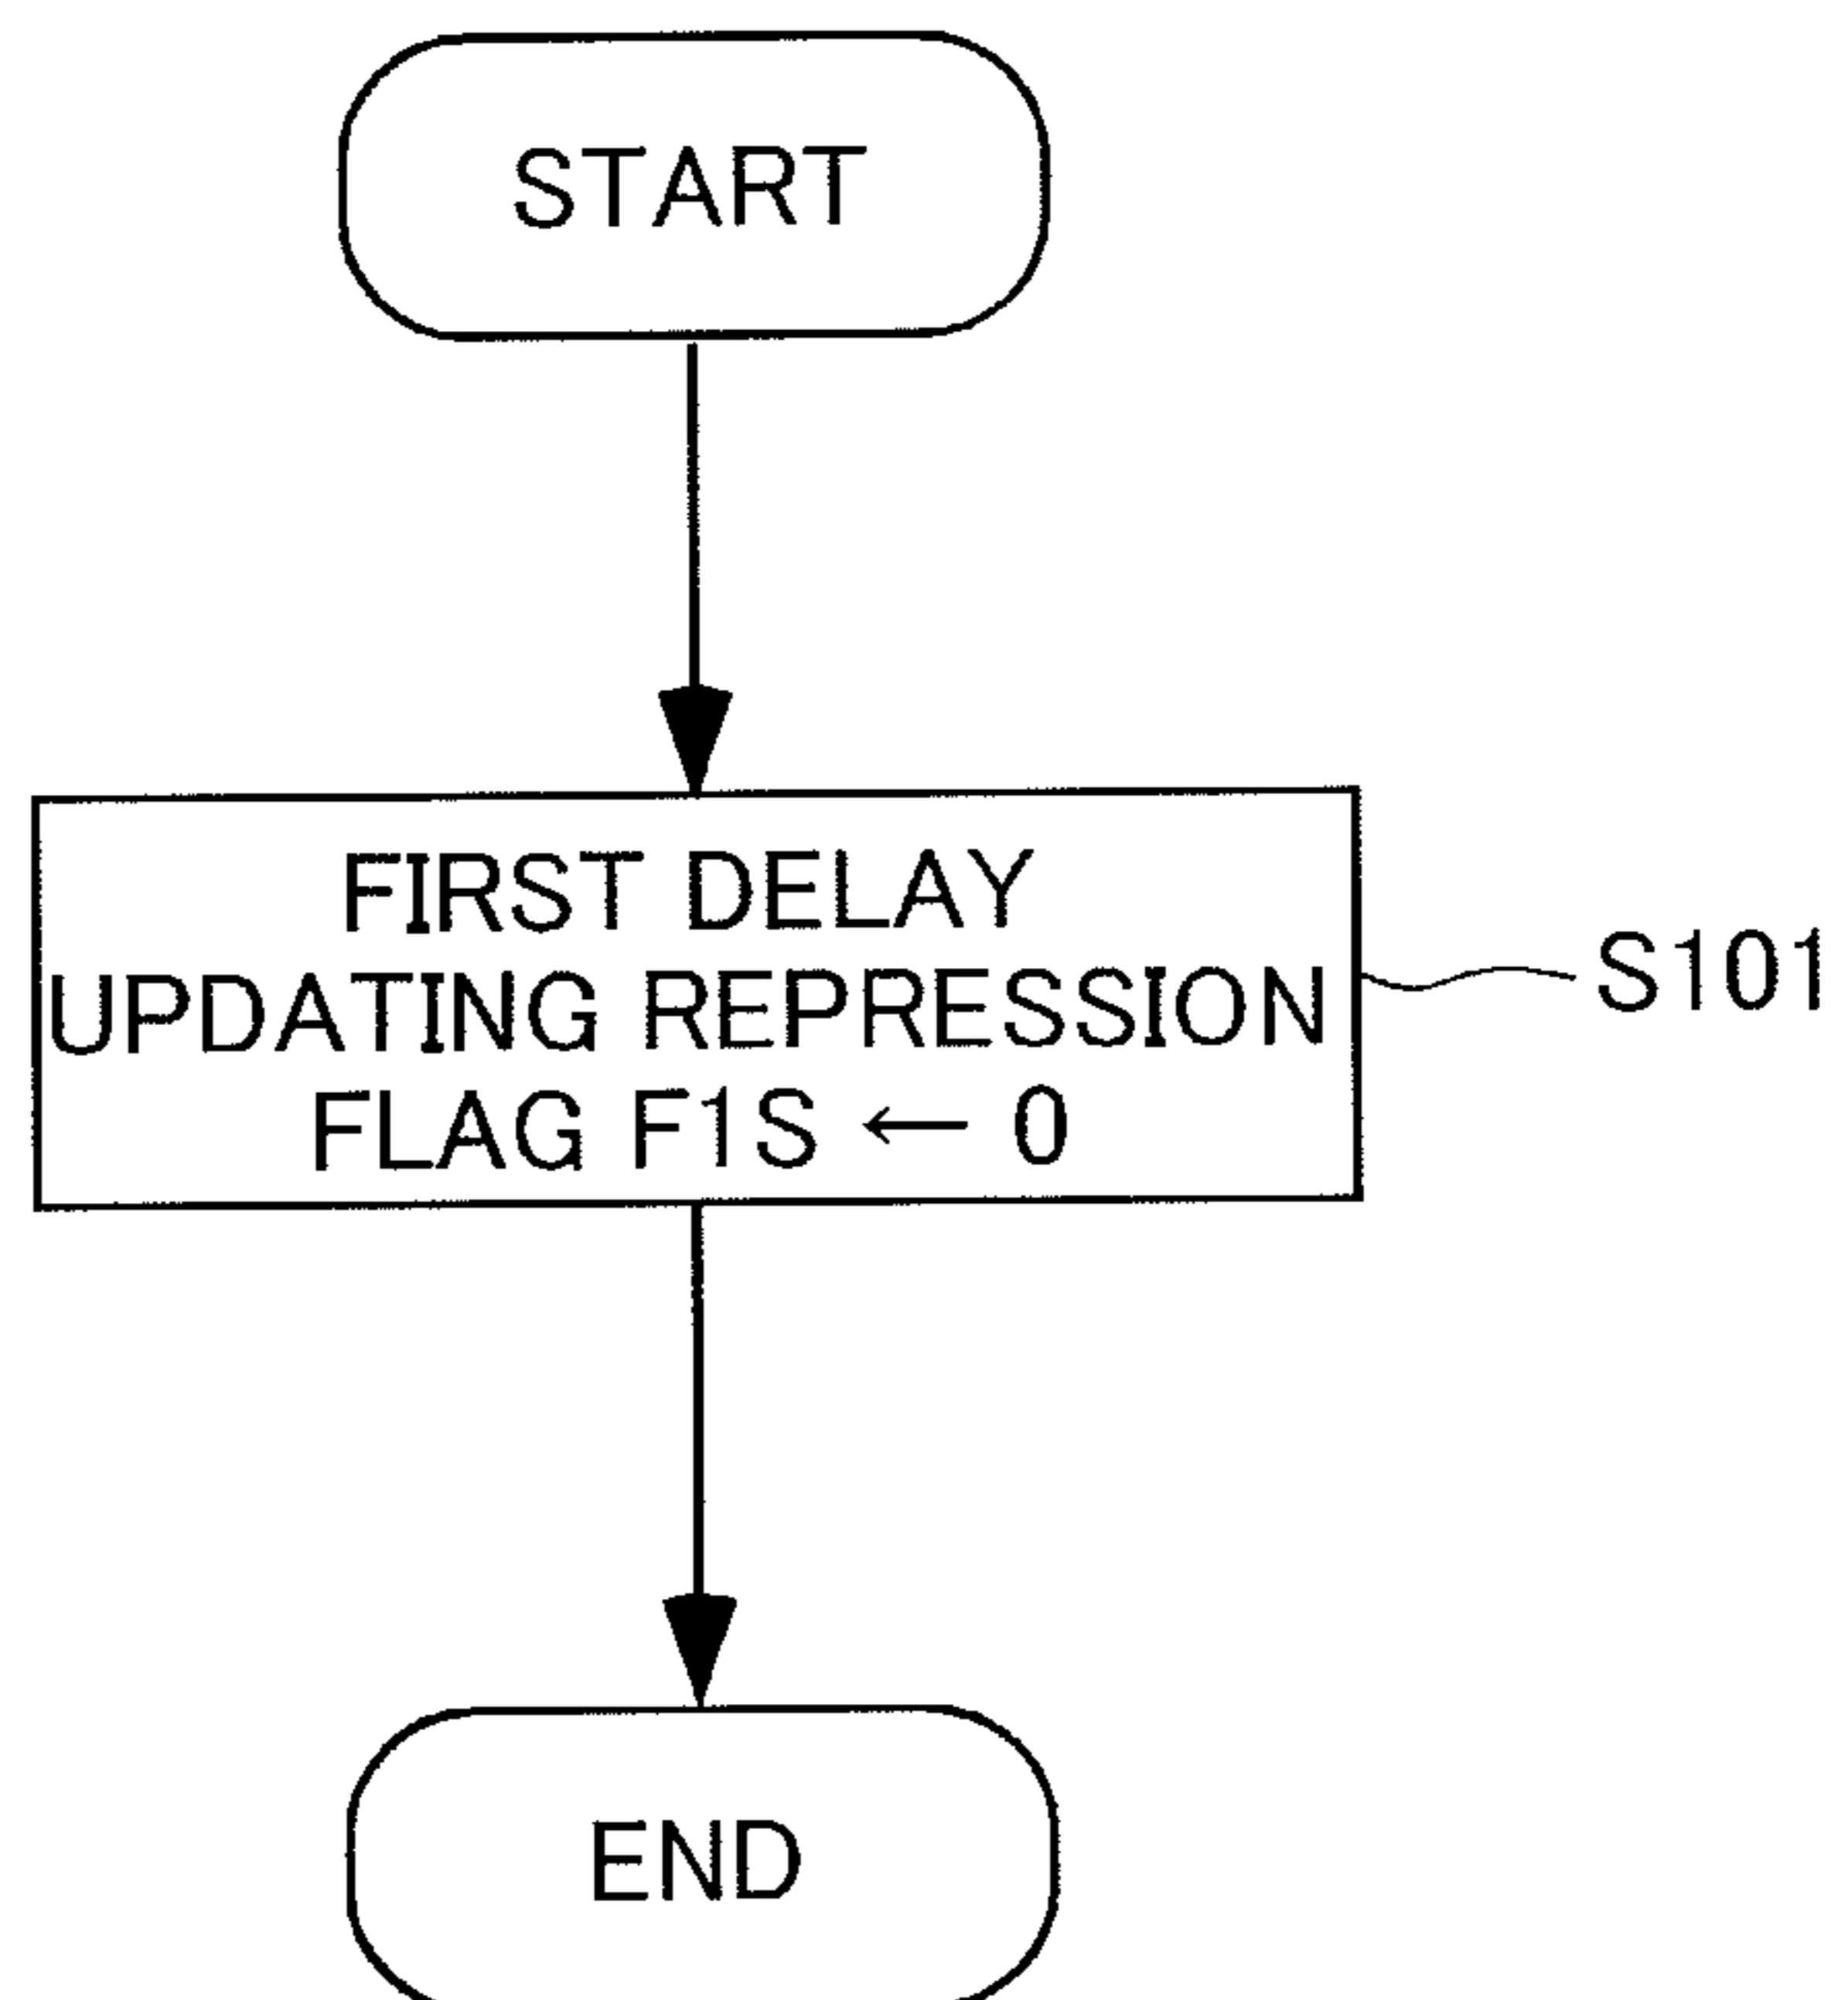 START
FIRST DELAY
UPDATING REPRESSION
FLAG F1S ← 0
S101
END